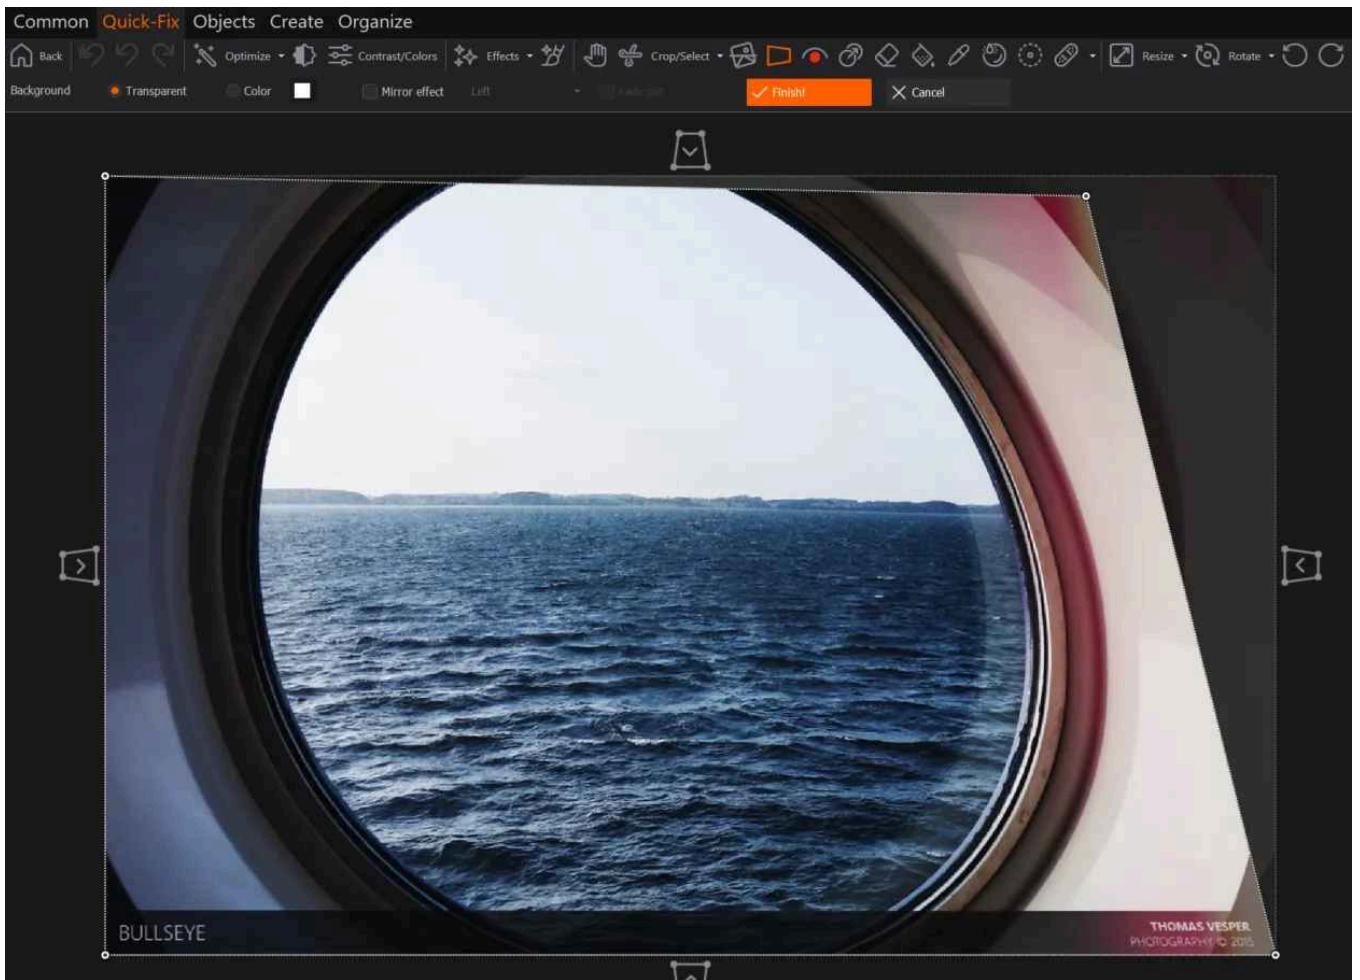 Common Quick-Fix Objects Create Organize
Back Optimize Contrast/Colors Effects Crop/Select Resize Rotate
Background Transparent Color Mirror effect Left Finish! Cancel
BULLSEYE
THOMAS VESPER
PHOTOGRAPHY © 2015